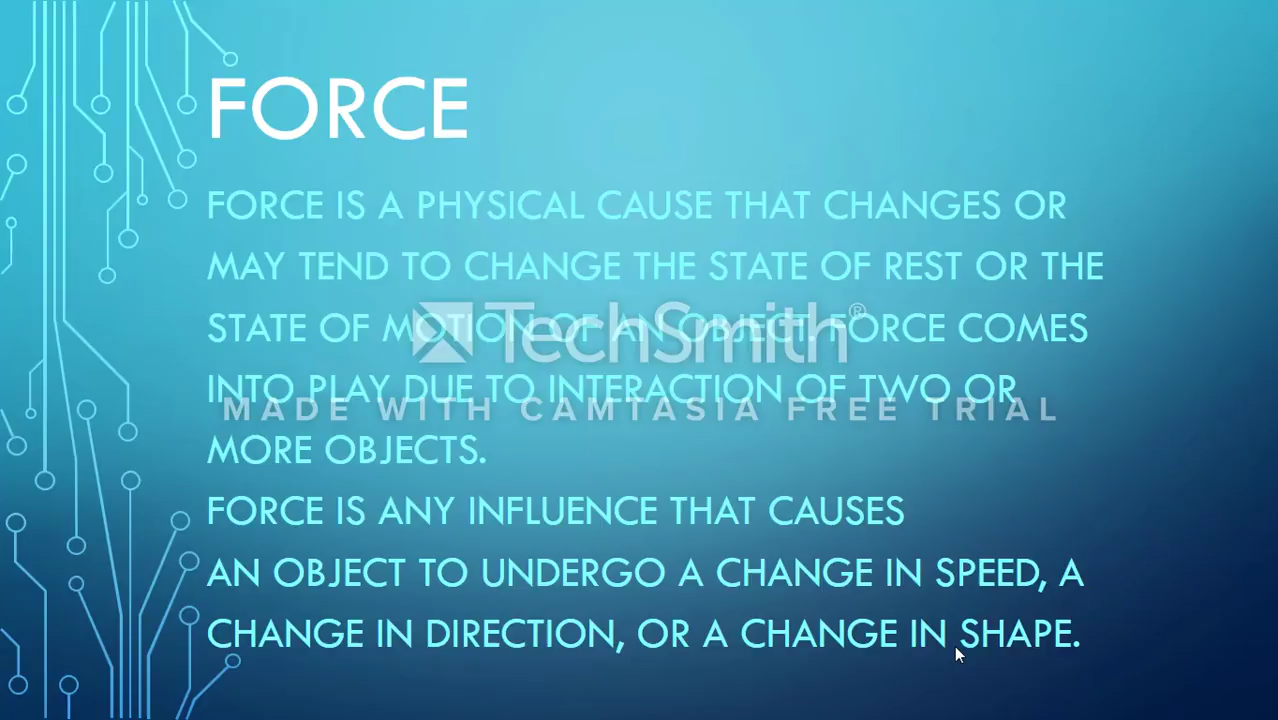 FORCE
FORCE IS A PHYSICAL CAUSE THAT CHANGES OR
MAY TEND TO CHANGE THE STATE OF REST OR THE
STATE OF MOTION OF AN OBJECT. FORCE COMES
TechSmith®
INTO PLAY DUE TO INTERACTION OF TWO OR
MADE WITH CAMTASIA FREE TRIAL
MORE OBJECTS.
FORCE IS ANY INFLUENCE THAT CAUSES
AN OBJECT TO UNDERGO A CHANGE IN SPEED, A
CHANGE IN DIRECTION, OR A CHANGE IN SHAPE.